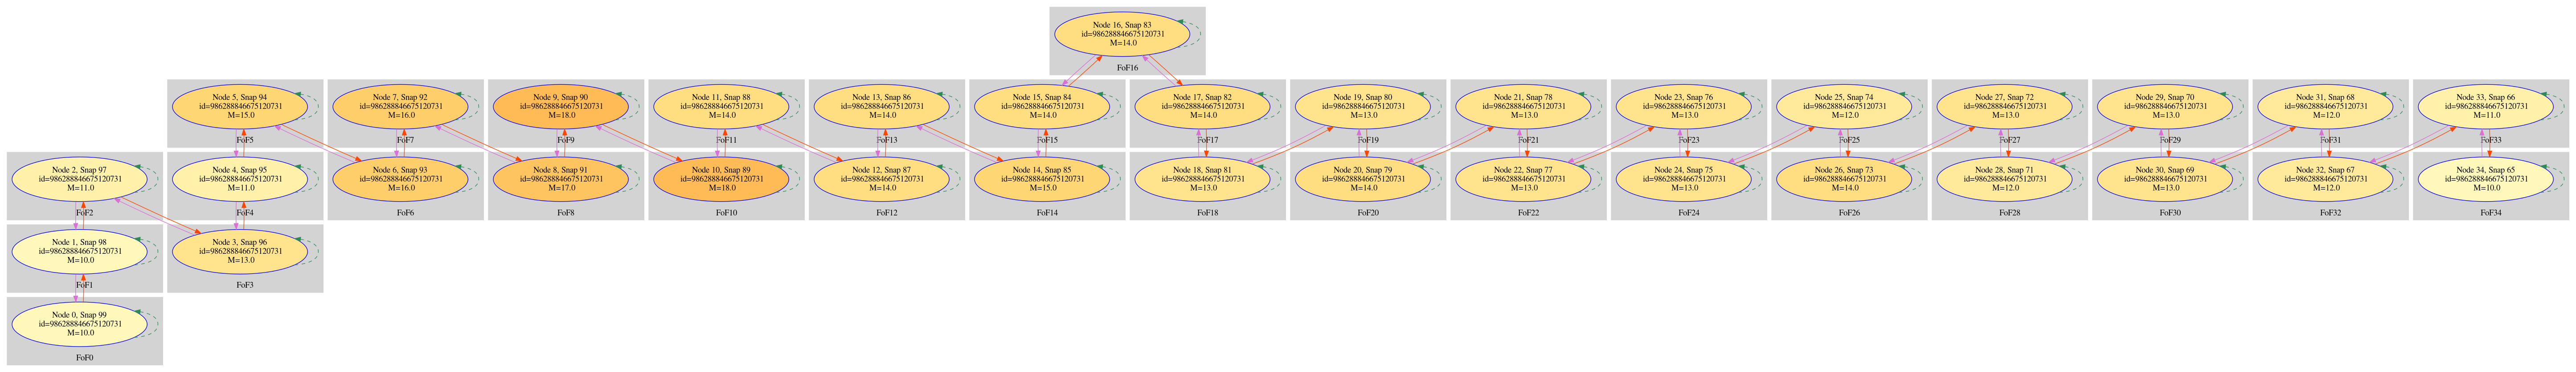 Node 16, Snap 83
id=986288846675120731
M=14.0
FoF16
Node 5, Snap 94
id=986288846675120731
M=15.0
FoF5
Node 7, Snap 92
id=986288846675120731
M=16.0
FoF7
Node 9, Snap 90
id=986288846675120731
M=18.0
FoF9
Node 11, Snap 88
id=986288846675120731
M=14.0
FoF11
Node 13, Snap 86
id=986288846675120731
M=14.0
FoF13
Node 15, Snap 84
id=986288846675120731
M=14.0
FoF15
Node 17, Snap 82
id=986288846675120731
M=14.0
FoF17
Node 19, Snap 80
id=986288846675120731
M=13.0
FoF19
Node 21, Snap 78
id=986288846675120731
M=13.0
FoF21
Node 23, Snap 76
id=986288846675120731
M=13.0
FoF23
Node 25, Snap 74
id=986288846675120731
M=12.0
FoF25
Node 27, Snap 72
id=986288846675120731
M=13.0
FoF27
Node 29, Snap 70
id=986288846675120731
M=13.0
FoF29
Node 31, Snap 68
id=986288846675120731
M=12.0
FoF31
Node 33, Snap 66
id=986288846675120731
M=11.0
FoF33
Node 2, Snap 97
id=986288846675120731
M=11.0
FoF2
Node 4, Snap 95
id=986288846675120731
M=11.0
FoF4
Node 6, Snap 93
id=986288846675120731
M=16.0
FoF6
Node 8, Snap 91
id=986288846675120731
M=17.0
FoF8
Node 10, Snap 89
id=986288846675120731
M=18.0
FoF10
Node 12, Snap 87
id=986288846675120731
M=14.0
FoF12
Node 14, Snap 85
id=986288846675120731
M=15.0
FoF14
Node 18, Snap 81
id=986288846675120731
M=13.0
FoF18
Node 20, Snap 79
id=986288846675120731
M=14.0
FoF20
Node 22, Snap 77
id=986288846675120731
M=13.0
FoF22
Node 24, Snap 75
id=986288846675120731
M=13.0
FoF24
Node 26, Snap 73
id=986288846675120731
M=14.0
FoF26
Node 28, Snap 71
id=986288846675120731
M=12.0
FoF28
Node 30, Snap 69
id=986288846675120731
M=13.0
FoF30
Node 32, Snap 67
id=986288846675120731
M=12.0
FoF32
Node 34, Snap 65
id=986288846675120731
M=10.0
FoF34
Node 1, Snap 98
id=986288846675120731
M=10.0
FoF1
Node 3, Snap 96
id=986288846675120731
M=13.0
FoF3
Node 0, Snap 99
id=986288846675120731
M=10.0
FoF0